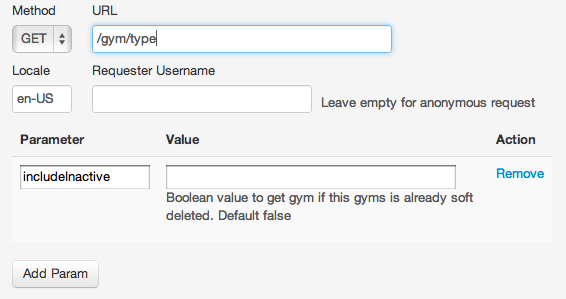 Method URL
GET /gym/type
Locale Requester Username
en-US Leave empty for anonymous request
Parameter Value Action
includeInactive Remove
Boolean value to get gym if this gyms is already soft
deleted. Default false
Add Param